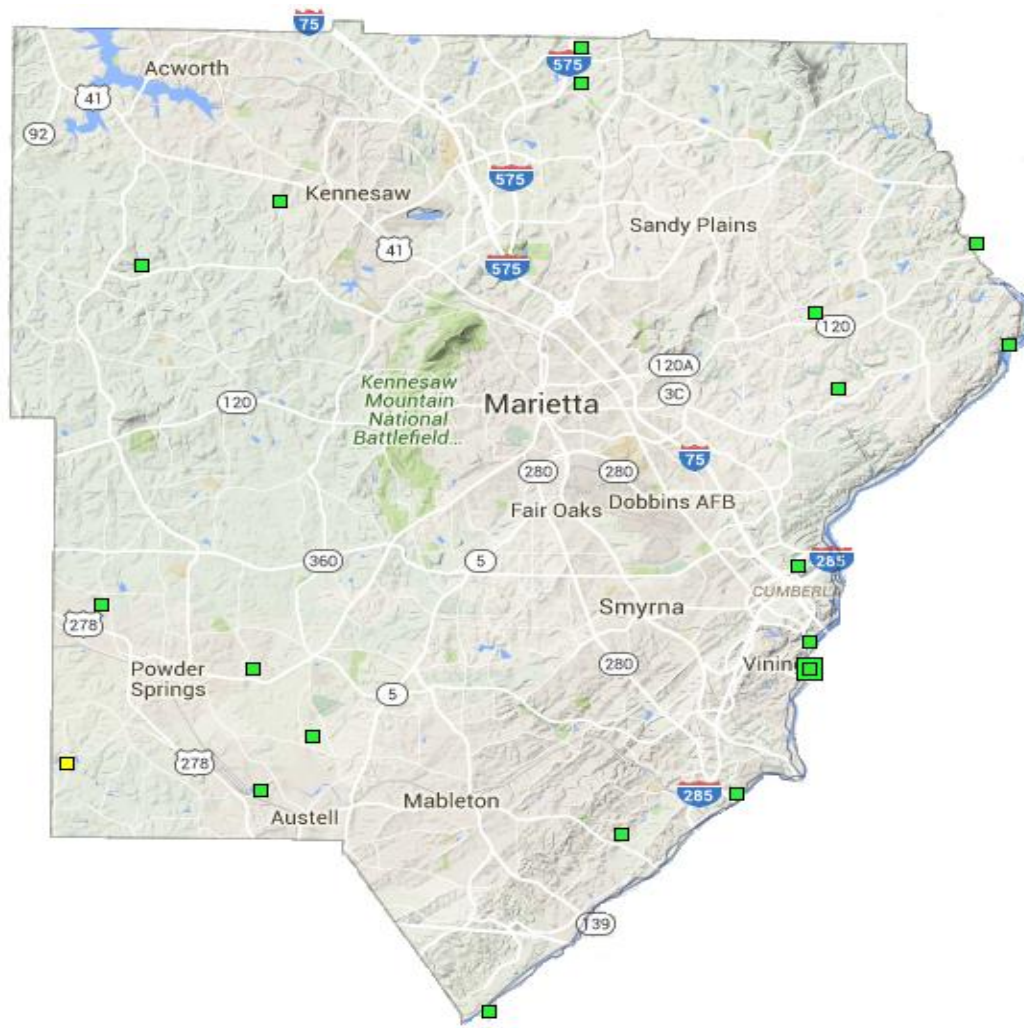 75
575
Acworth
41
92
575
Kennesaw
Sandy Plains
41
575
120
120A
Kennesaw
Mountain
National
Battlefield...
3C
120
Marietta
75
280
280
Fair Oaks
Dobbins AFB
360
5
285
CUMBERLA
Smyrna
278
Powder
Springs
280
Vinin
5
278
285
Mableton
Austell
139